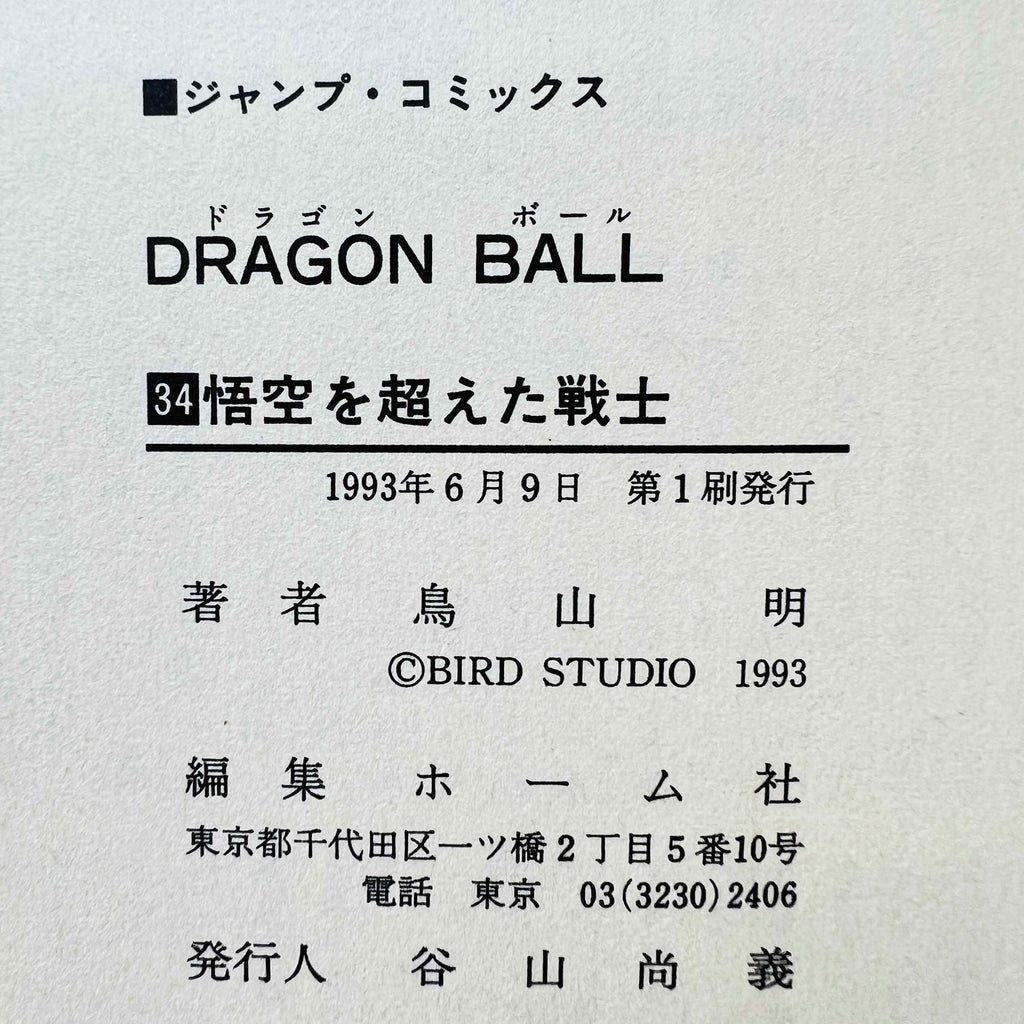 ■ジャンプ・コミックス
ドラゴン ボール
DRAGON BALL
34悟空を超えた戦士
1993年6月9日 第1刷発行
著者 鳥山 明
©BIRD STUDIO 1993
編集 ホーム社
東京都千代田区一ツ橋2丁目5番10号
電話 東京 03(3230)2406
発行人 谷山尚義